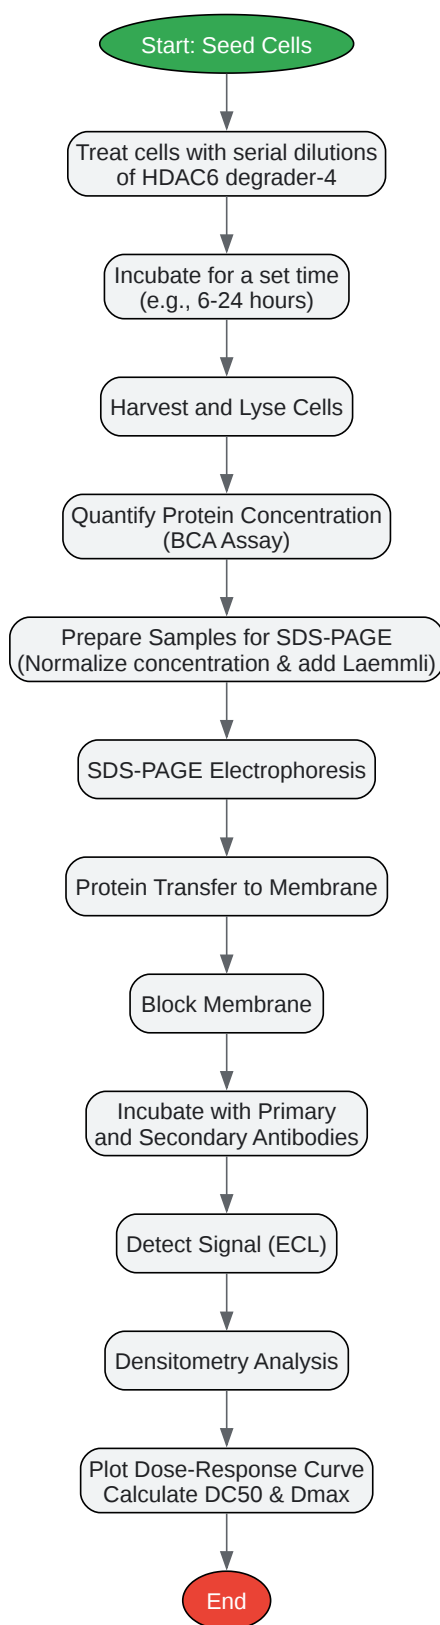 Start: Seed Cells
Treat cells with serial dilutions
of HDAC6 degrader-4
Incubate for a set time
(e.g., 6-24 hours)
Harvest and Lyse Cells
Quantify Protein Concentration
(BCA Assay)
Prepare Samples for SDS-PAGE
(Normalize concentration & add Laemmli)
SDS-PAGE Electrophoresis
Protein Transfer to Membrane
Block Membrane
Incubate with Primary
and Secondary Antibodies
Detect Signal (ECL)
Densitometry Analysis
Plot Dose-Response Curve
Calculate DC50 & Dmax
End